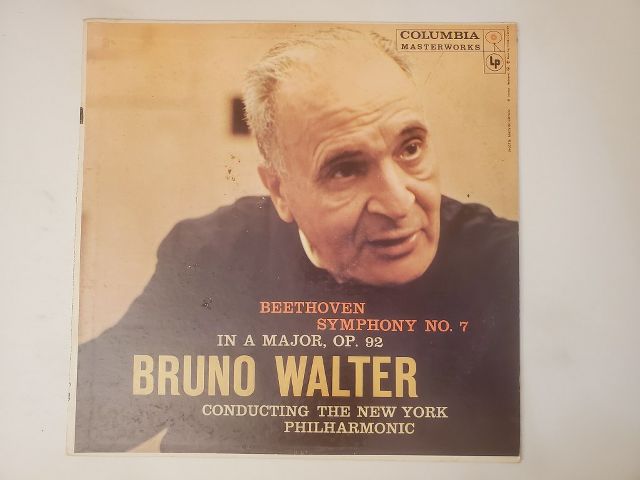 COLUMBIA
MASTERWORKS
Lp
BEETHOVEN
SYMPHONY NO. 7
IN A MAJOR, OP. 92
BRUNO WALTER
CONDUCTING THE NEW YORK
PHILHARMONIC